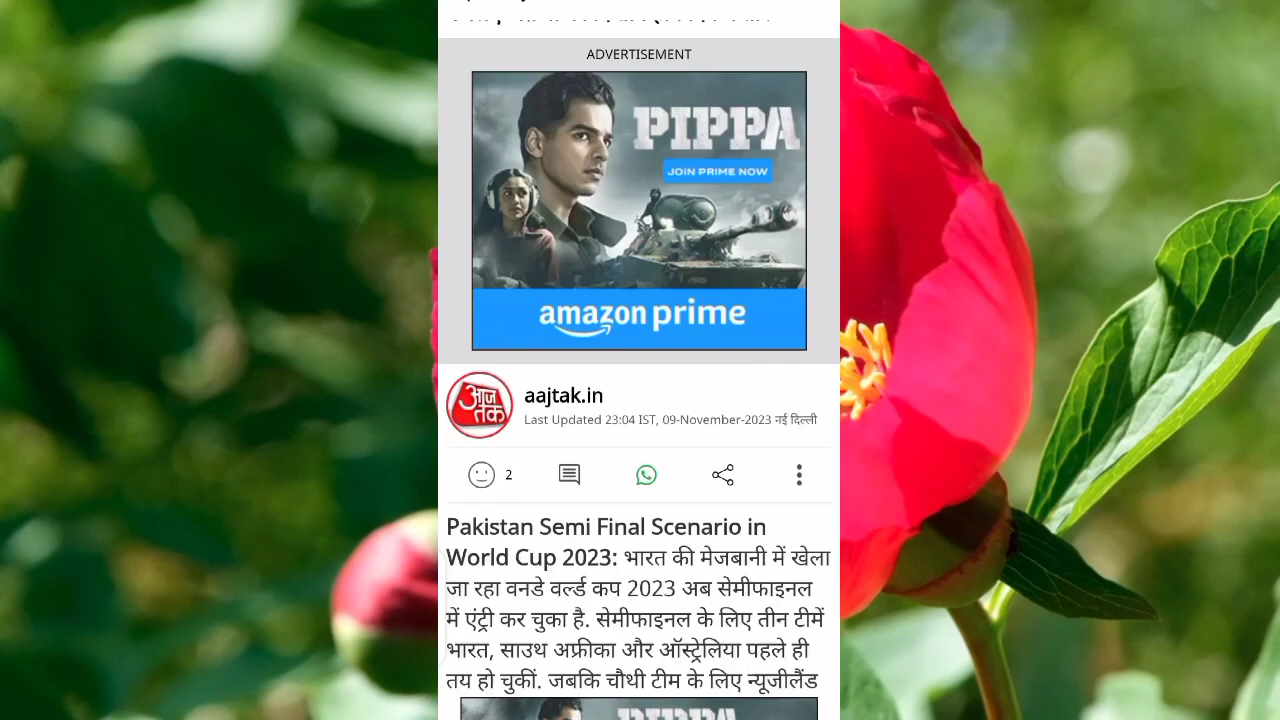 ADVERTISEMENT
PIPPA
JOIN PRIME NOW
amazon prime
आज
तक
aajtak.in
Last Updated 23:04 IST, 09-November-2023 नई दिल्ली
2
Pakistan Semi Final Scenario in
World Cup 2023: भारत की मेजबानी में खेला
जा रहा वनडे वर्ल्ड कप 2023 अब सेमीफाइनल
में एंट्री कर चुका है. सेमीफाइनल के लिए तीन टीमें
भारत, साउथ अफ्रीका और ऑस्ट्रेलिया पहले ही
तय हो चुकीं. जबकि चौथी टीम के लिए न्यूजीलैंड
PIPPA